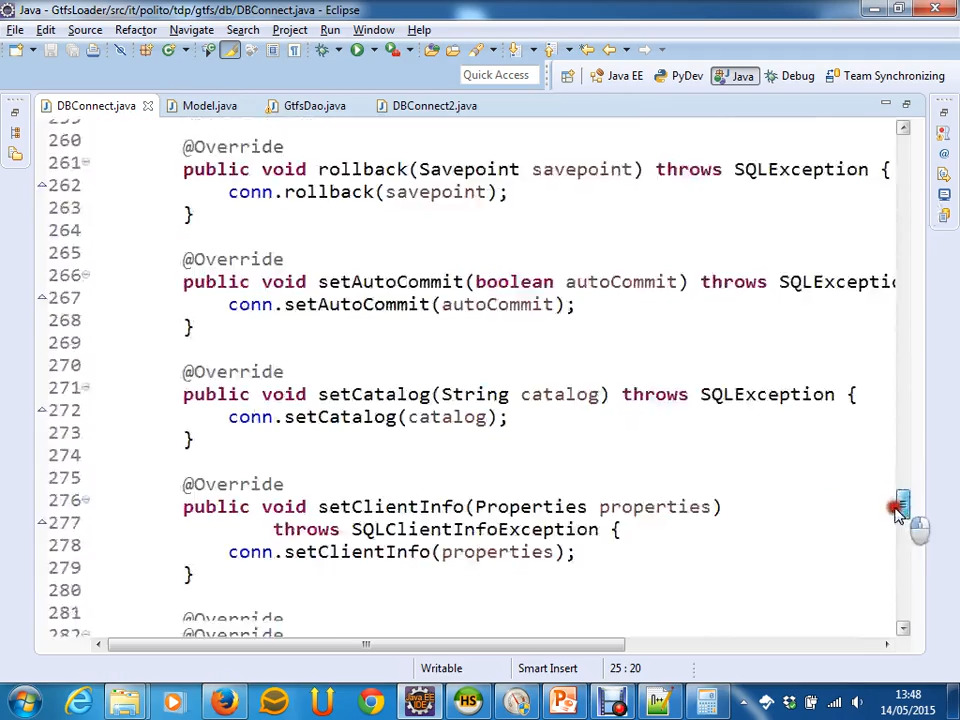 Java - GtfsLoader/src/it/polito/tdp/gtfs/db/DBConnect.java - Eclipse
File Edit Source Refactor Navigate Search Project Run Window Help
Quick Access Java EE PyDev Java Debug Team Synchronizing
DBConnect.java Model.java GtfsDao.java DBConnect2.java
260 @Override
261 public void rollback(Savepoint savepoint) throws SQLException {
262 conn.rollback(savepoint);
263 }
264
265 @Override
266 public void setAutoCommit(boolean autoCommit) throws SQLExceptio
267 conn.setAutoCommit(autoCommit);
268 }
269
270 @Override
271 public void setCatalog(String catalog) throws SQLException {
272 conn.setCatalog(catalog);
273 }
274
275 @Override
276 public void setClientInfo(Properties properties)
277 throws SQLClientInfoException {
278 conn.setClientInfo(properties);
279 }
280
281 @Override
282 @Override
Writable Smart Insert 25 : 20
13:48
14/05/2015